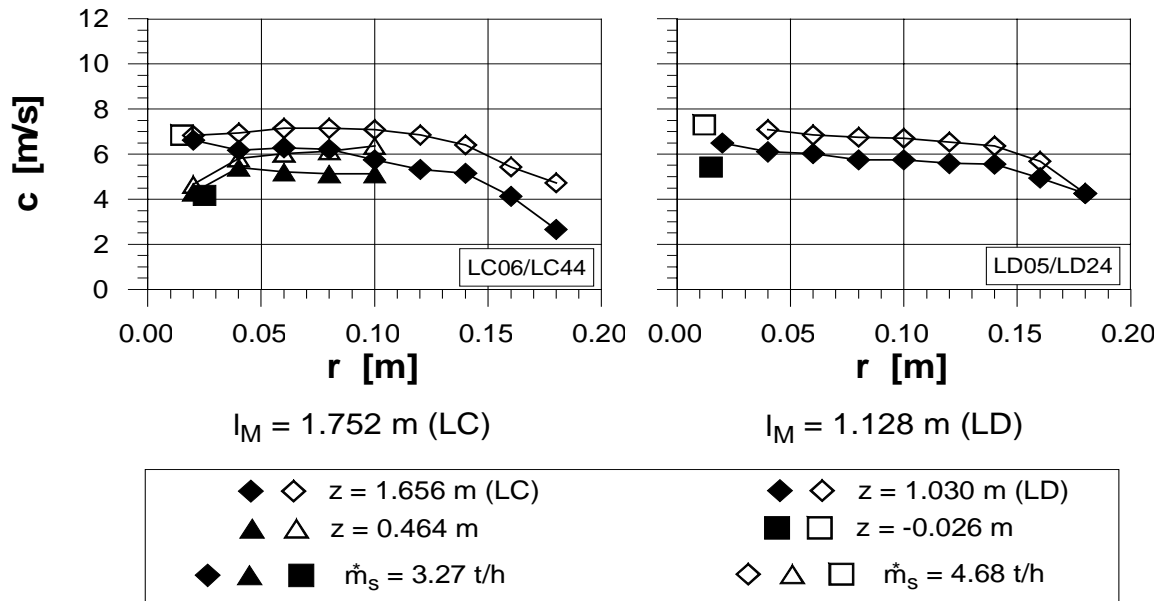 c [m/s]
12
10
8
6
4
2
0
LC06/LC44
LD05/LD24
0.00 0.05 0.10 0.15 0.20 0.00 0.05 0.10 0.15 0.20
r [m] r [m]
l_M = 1.752 m (LC) l_M = 1.128 m (LD)
z = 1.656 m (LC) z = 1.030 m (LD)
z = 0.464 m z = -0.026 m
ṁ_s = 3.27 t/h ṁ_s = 4.68 t/h